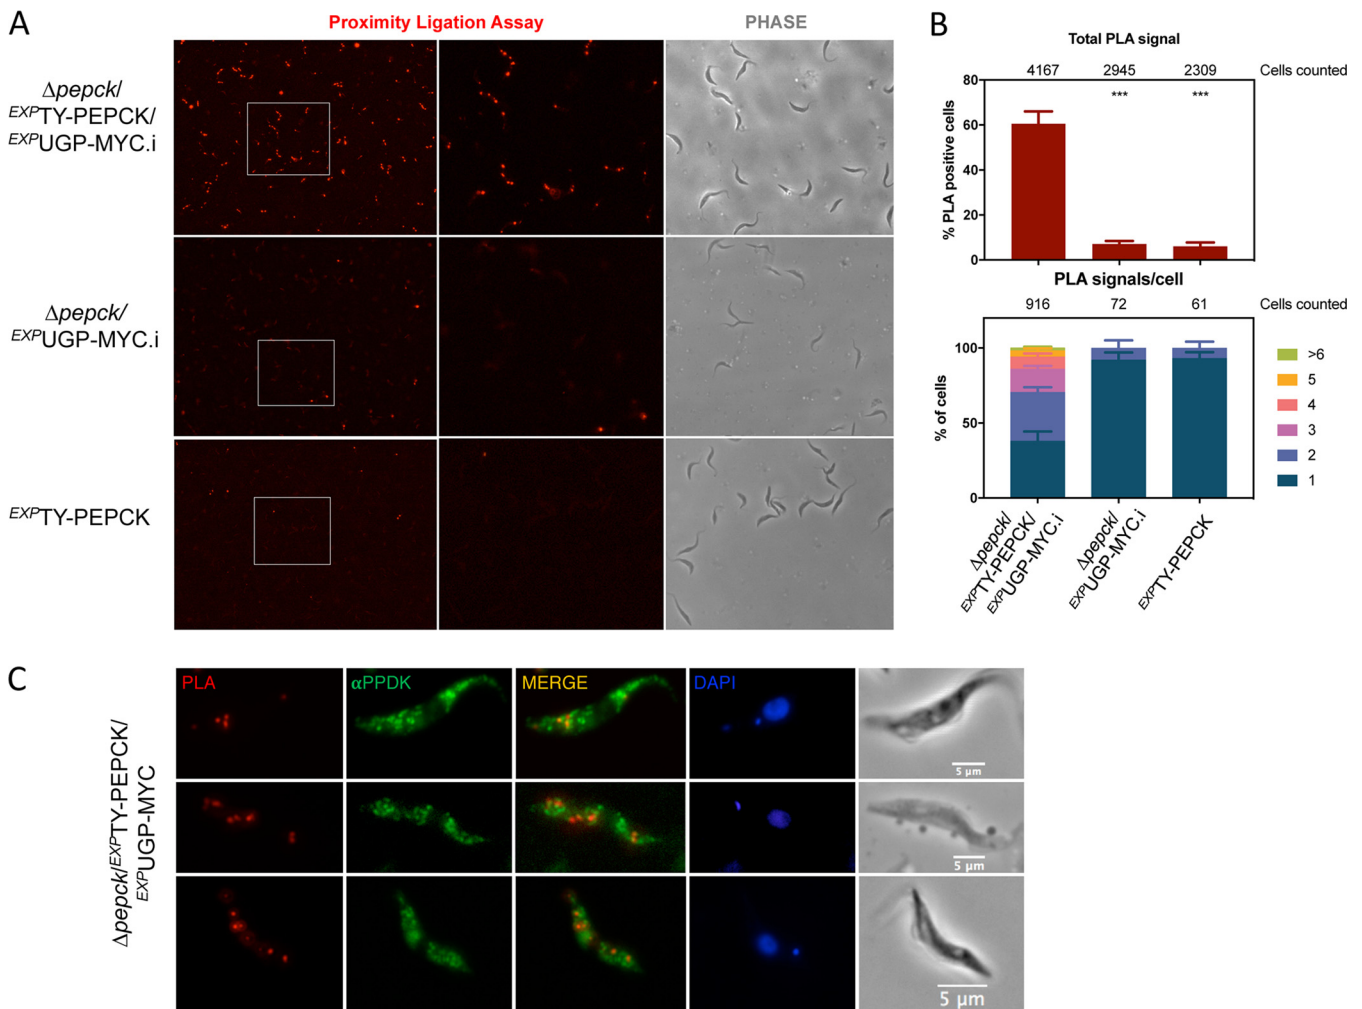 A
Proximity Ligation Assay
PHASE
Δpepck/
EXPTY-PEPCK/
EXPUGP-MYC.i
Δpepck/
EXPUGP-MYC.i
EXPTY-PEPCK
B
Total PLA signal
4167 2945 2309 Cells counted
*** ***
% PLA positive cells
80
60
40
20
0
PLA signals/cell
916 72 61 Cells counted
% of cells
100
50
0
>6
5
4
3
2
1
Δpepck/
EXPTY-PEPCK/
EXPUGP-MYC.i
Δpepck/
EXPUGP-MYC.i
EXPTY-PEPCK
C
Δpepck/EXPTY-PEPCK/
EXPUGP-MYC
PLA
αPPDK
MERGE
DAPI
5 µm
5 µm
5 µm